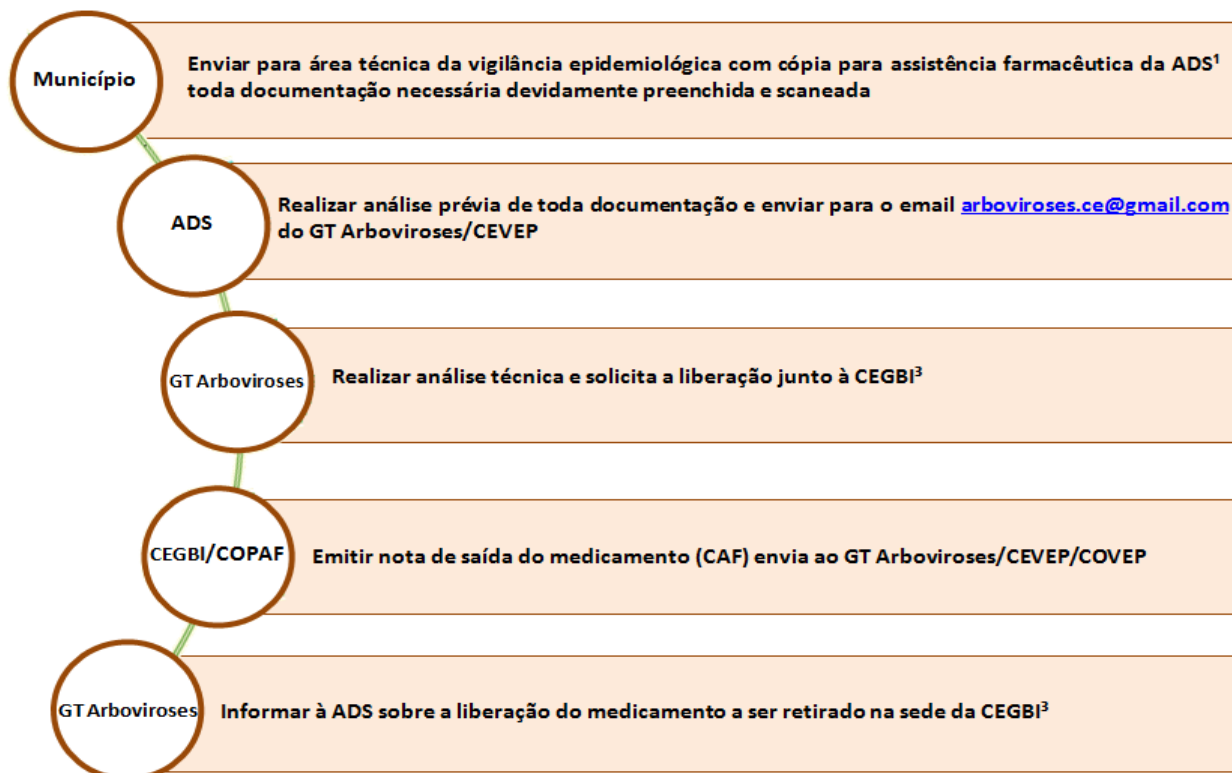 Município
Enviar para área técnica da vigilância epidemiológica com cópia para assistência farmacêutica da ADS¹
toda documentação necessária devidamente preenchida e scaneada
ADS
Realizar análise prévia de toda documentação e enviar para o email arboviroses.ce@gmail.com
do GT Arboviroses/CEVEP
GT Arboviroses
Realizar análise técnica e solicita a liberação junto à CEGBI³
CEGBI/COPAF
Emitir nota de saída do medicamento (CAF) envia ao GT Arboviroses/CEVEP/COVEP
GT Arboviroses
Informar à ADS sobre a liberação do medicamento a ser retirado na sede da CEGBI³